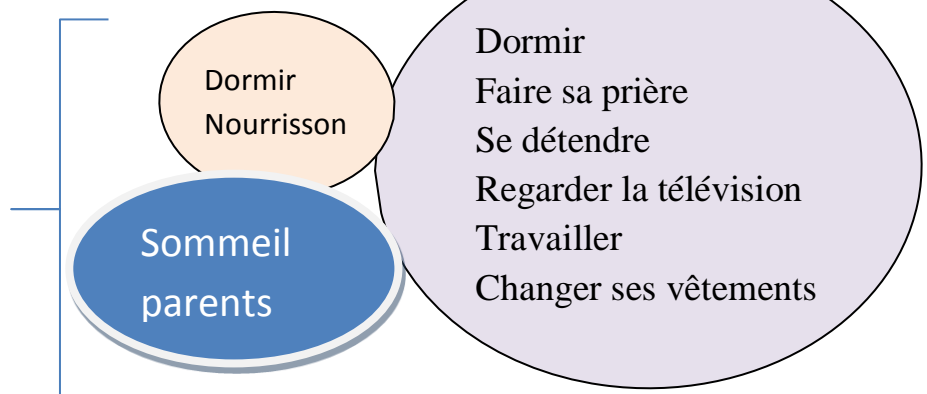 Dormir
Nourrisson
Sommeil
parents
Dormir
Faire sa prière
Se détendre
Regarder la télévision
Travailler
Changer ses vêtements